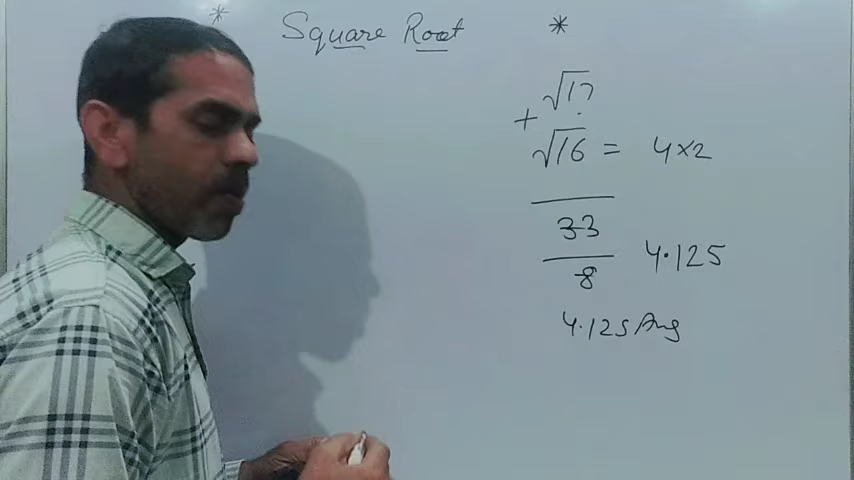 * Square Root *
√17
+
√16 = 4×2
33
8 4.125
4.125 Ans